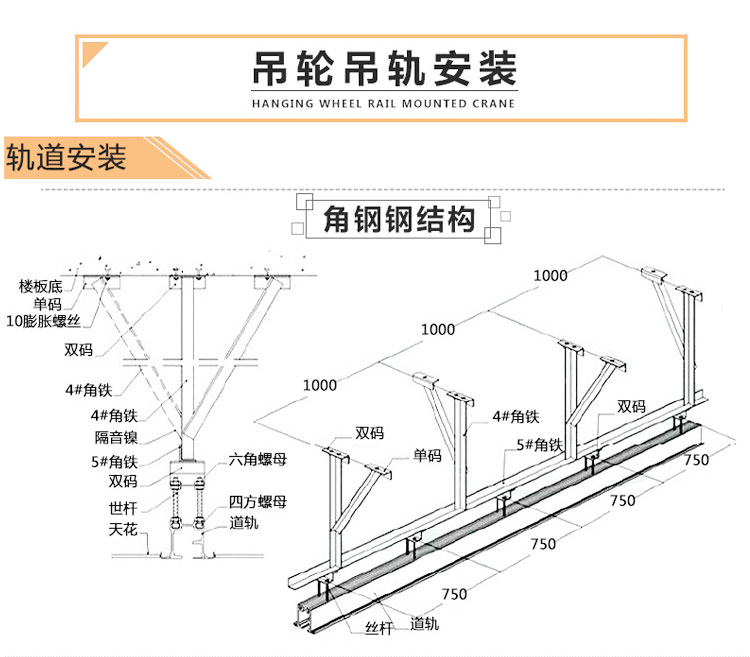 吊轮吊轨安装
HANGING WHEEL RAIL MOUNTED CRANE
轨道安装
角钢钢结构
楼板底
单码
10膨胀螺丝
双码
4#角铁
4#角铁
隔音镍
5#角铁
双码
世杆
天花
六角螺母
四方螺母
道轨
1000
1000
1000
双码
单码
4#角铁
5#角铁
双码
750
750
750
750
丝杆
道轨